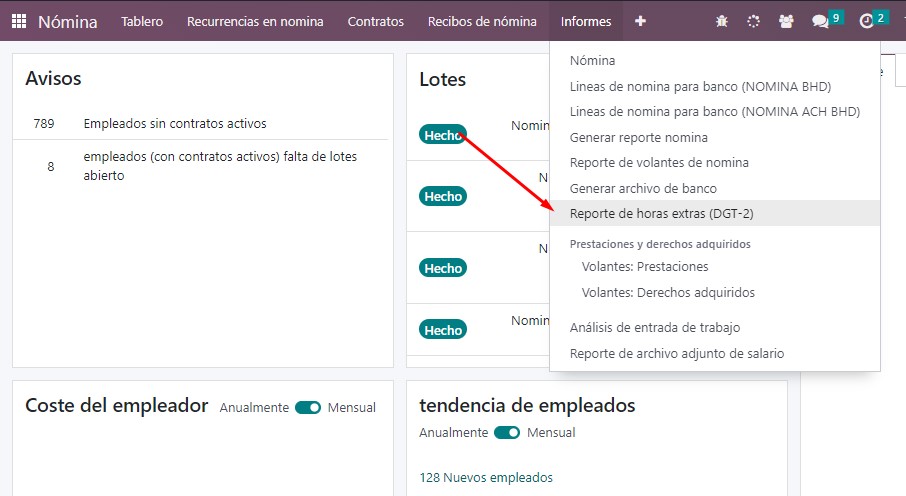 Nómina
Tablero
Recurrencias en nomina
Contratos
Recibos de nómina
Informes
9
2
Avisos
789 Empleados sin contratos activos
8 empleados (con contratos activos) falta de lotes
abierto
Lotes
Hecho
Nomin
Hecho
N
Hecho
N
Hecho
Nomin
Nómina
Lineas de nomina para banco (NOMINA BHD)
Lineas de nomina para banco (NOMINA ACH BHD)
Generar reporte nomina
Reporte de volantes de nomina
Generar archivo de banco
Reporte de horas extras (DGT-2)
Prestaciones y derechos adquiridos
Volantes: Prestaciones
Volantes: Derechos adquiridos
Análisis de entrada de trabajo
Reporte de archivo adjunto de salario
Coste del empleador
Anualmente Mensual
tendencia de empleados
Anualmente Mensual
128 Nuevos empleados